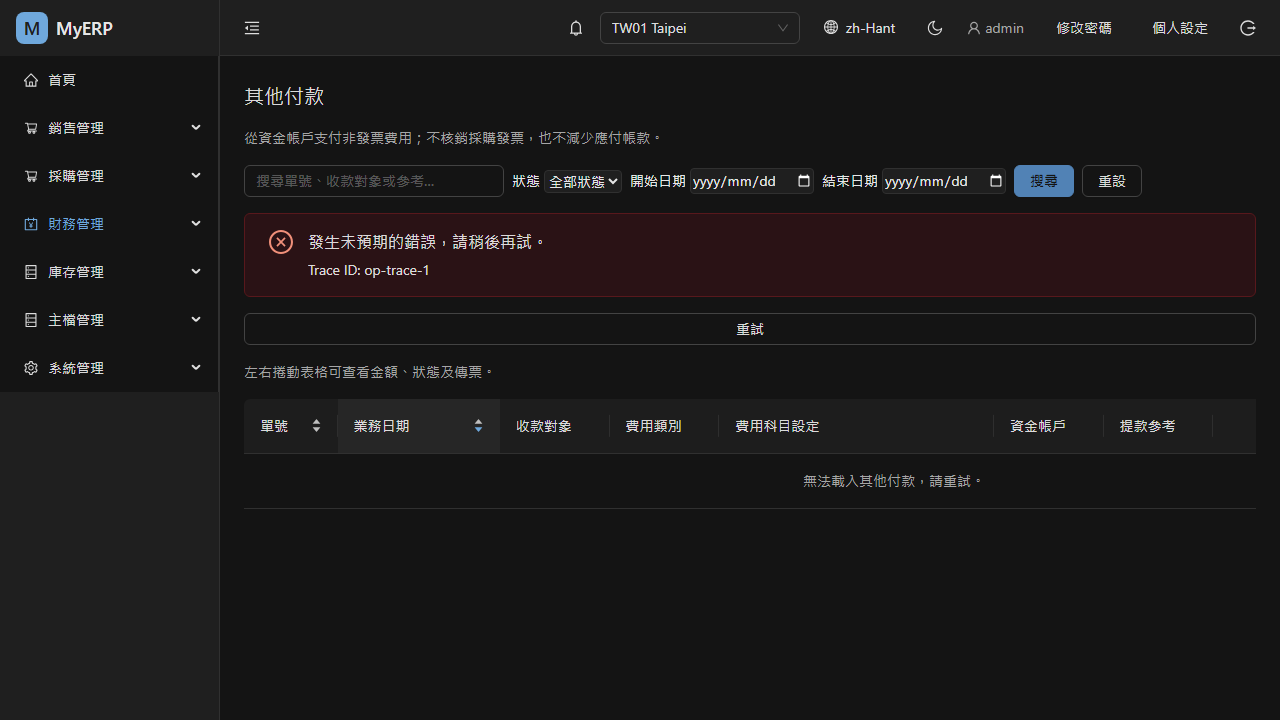 M MyERP
TW01 Taipei
zh-Hant
admin
修改密碼
個人設定
首頁
銷售管理
採購管理
財務管理
庫存管理
主檔管理
系統管理
其他付款
從資金帳戶支付非發票費用；不核銷採購發票，也不減少應付帳款。
搜尋單號、收款對象或參考... 狀態 全部狀態 開始日期 yyyy/mm/dd 結束日期 yyyy/mm/dd 搜尋 重設
發生未預期的錯誤，請稍後再試。
Trace ID: op-trace-1
重試
左右捲動表格可查看金額、狀態及傳票。
單號 業務日期 收款對象 費用類別 費用科目設定 資金帳戶 提款參考
無法載入其他付款，請重試。